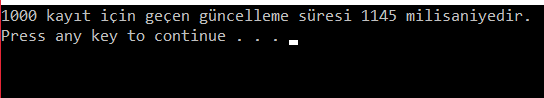 1000 kayıt için geçen güncelleme süresi 1145 milisaniyedir.
Press any key to continue . . .